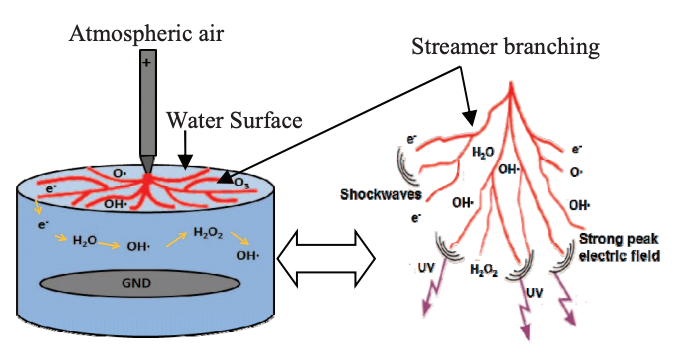 Atmospheric air
Streamer branching
+
Water Surface
O·
e-
O3
OH·
e-
H2O
OH·
H2O2
OH·
GND
e-
H2O
OH·
e-
O·
Shockwaves
OH·
OH·
e-
Strong peak
electric field
UV
H2O2
UV